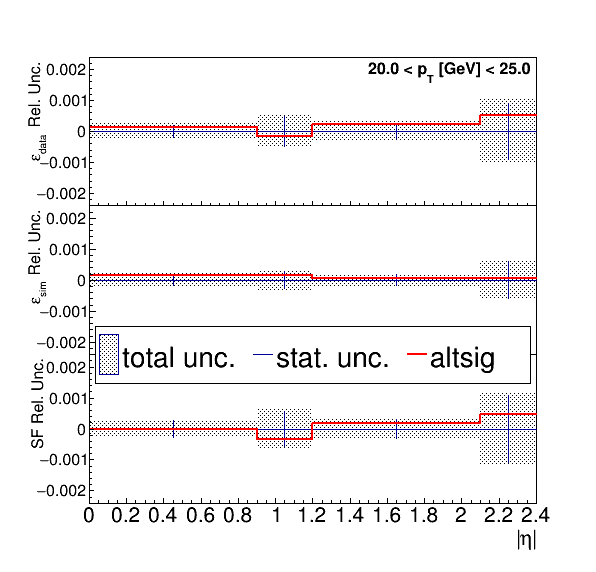 20.0 < p_T [GeV] < 25.0
ε_data Rel. Unc.
0.002
0.001
0
−0.001
−0.002
ε_sim Rel. Unc.
0.002
0.001
0
−0.001
−0.002
total unc. stat. unc. altsig
SF Rel. Unc.
0.002
0.001
0
−0.001
−0.002
0 0.2 0.4 0.6 0.8 1 1.2 1.4 1.6 1.8 2 2.2 2.4
|η|